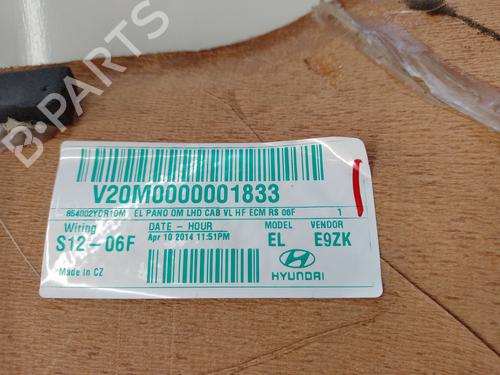 B-PARTS
V20M0000001833
854002YDR10M EL PANO OM LHD CAB VL HF ECM RS 06F 1
Wiring DATE - HOUR MODEL VENDOR
S12-06F Apr 10 2014 11:51PM EL E9ZK
Made in CZ HYUNDAI